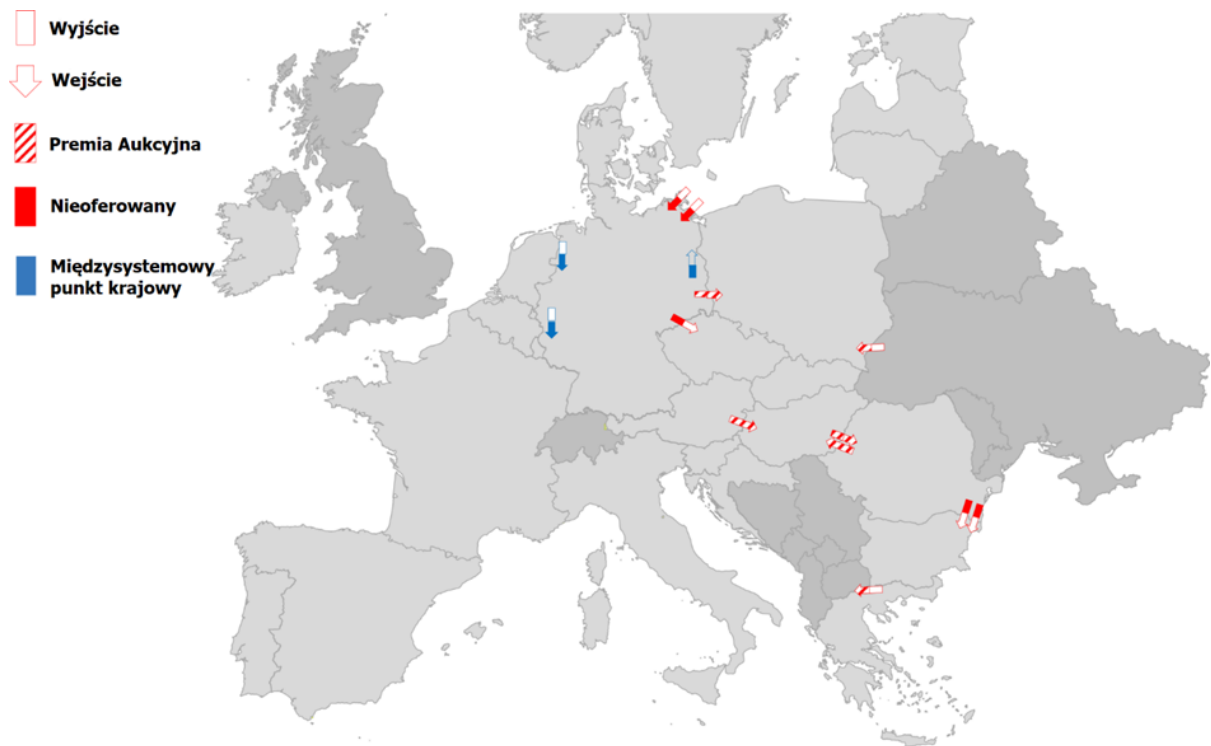 Wyjście
Wejście
Premia Aukcyjna
Nieoferowany
Międzysystemowy
punkt krajowy